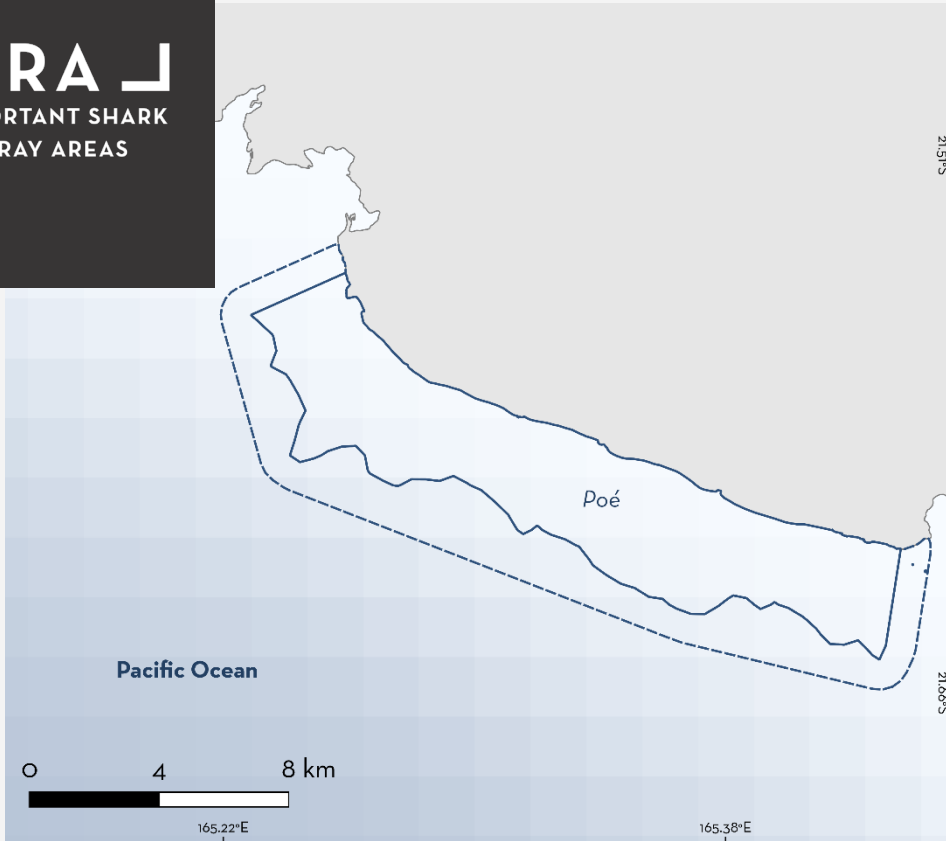 RA
ORTANT SHARK
RAY AREAS
21.51°S
Poé
Pacific Ocean
21.66°S
0 4 8 km
165.22°E 165.38°E